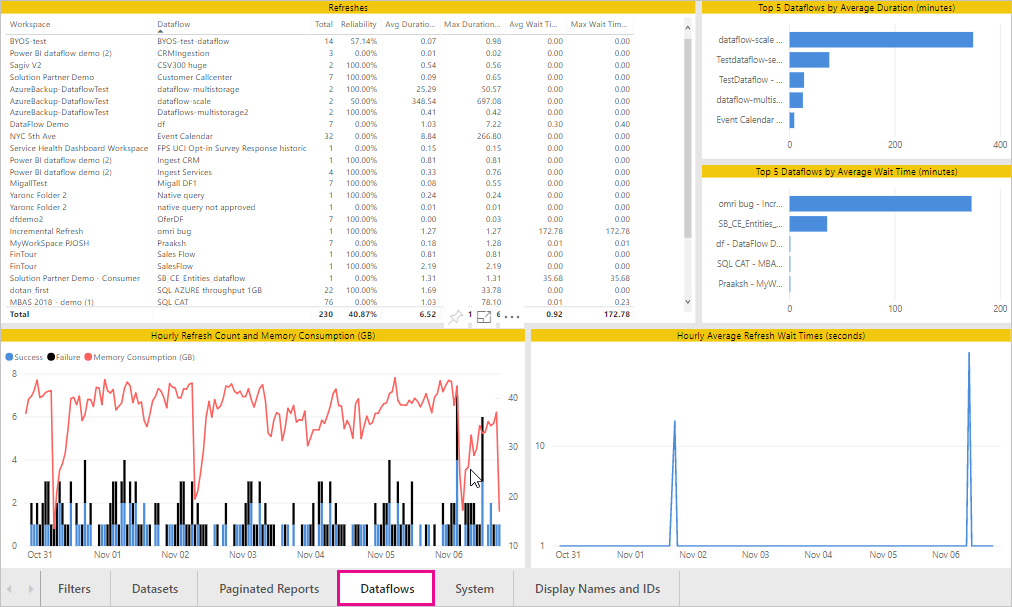 Refreshes
Workspace Dataflow Total Reliability Avg Duratio... Max Duration... Avg Wait Ti... Max Wait Tim...
BYOS-test BYOS-test-dataflow 14 57.14% 0.07 0.98 0.00 0.00
Power BI dataflow demo (2) CRMIngestion 3 0.00% 0.01 0.02 0.00 0.00
Sagiv V2 CSV300 huge 2 100.00% 0.54 0.56 0.00 0.00
Solution Partner Demo Customer Callcenter 7 100.00% 0.09 0.65 0.00 0.00
AzureBackup-DataflowTest dataflow-multistorage 2 100.00% 25.29 50.57 0.00 0.00
AzureBackup-DataflowTest dataflow-scale 2 50.00% 348.54 697.08 0.00 0.00
AzureBackup-DataflowTest Dataflows-multistorage2 2 100.00% 0.41 0.42 0.00 0.00
DataFlow Demo df 7 100.00% 1.03 7.22 0.30 0.40
NYC 5th Ave Event Calendar 32 0.00% 8.84 266.80 0.00 0.00
Service Health Dashboard Workspace FPS UCI Opt-in Survey Response historic 1 0.00% 0.15 0.15 0.00 0.00
Power BI dataflow demo (2) Ingest CRM 1 100.00% 0.81 0.81 0.00 0.00
Power BI dataflow demo (2) Ingest Services 4 100.00% 0.33 0.76 0.00 0.00
MigallTest Migall DF1 7 100.00% 0.08 0.55 0.00 0.00
Yaronc Folder 2 Native query 1 100.00% 0.24 0.24 0.00 0.00
Yaronc Folder 2 native query not approved 1 0.00% 0.01 0.01 0.00 0.00
dfdemo2 OferDF 7 100.00% 0.00 0.03 0.00 0.00
Incremental Refresh omri bug 1 100.00% 1.27 1.27 172.78 172.78
MyWorkSpace PJOSH Praaksh 7 0.00% 0.18 1.28 0.01 0.01
FinTour Sales Flow 1 100.00% 0.81 0.81 0.00 0.00
FinTour SalesFlow 1 100.00% 2.19 2.19 0.00 0.00
Solution Partner Demo - Consumer SB_CE_Entities_dataflow 1 0.00% 1.31 1.31 35.68 35.68
dotan_first SQL AZURE throughput 1GB 22 100.00% 1.69 33.78 0.00 0.00
MBAS 2018 - demo (1) SQL CAT 76 0.00% 1.03 78.10 0.01 0.23
Total 230 40.87% 6.52 0.92 172.78
Top 5 Dataflows by Average Duration (minutes)
dataflow-scale ...
Testdataflow-se...
TestDataflow - ...
dataflow-multis...
Event Calendar ...
0 200 400
Top 5 Dataflows by Average Wait Time (minutes)
omri bug - Incr...
SB_CE_Entities_...
df - DataFlow D...
SQL CAT - MBA...
Praaksh - MyW...
0 100 200
Hourly Refresh Count and Memory Consumption (GB)
Success Failure Memory Consumption (GB)
8
6 40
4 30
2 20
0 10
Oct 31 Nov 01 Nov 02 Nov 03 Nov 04 Nov 05 Nov 06
Hourly Average Refresh Wait Times (seconds)
10
1
Oct 31 Nov 01 Nov 02 Nov 03 Nov 04 Nov 05 Nov 06
Filters Datasets Paginated Reports Dataflows System Display Names and IDs